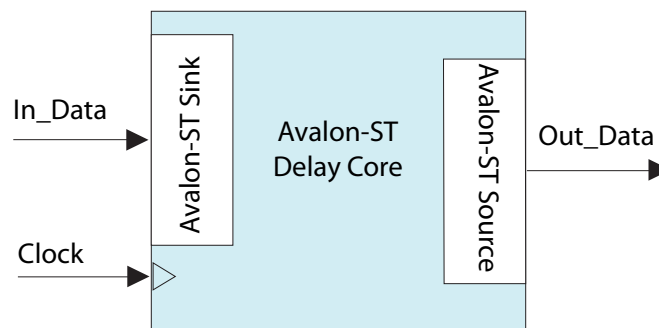 In_Data
Avalon-ST Sink
Avalon-ST
Delay Core
Avalon-ST Source
Out_Data
Clock